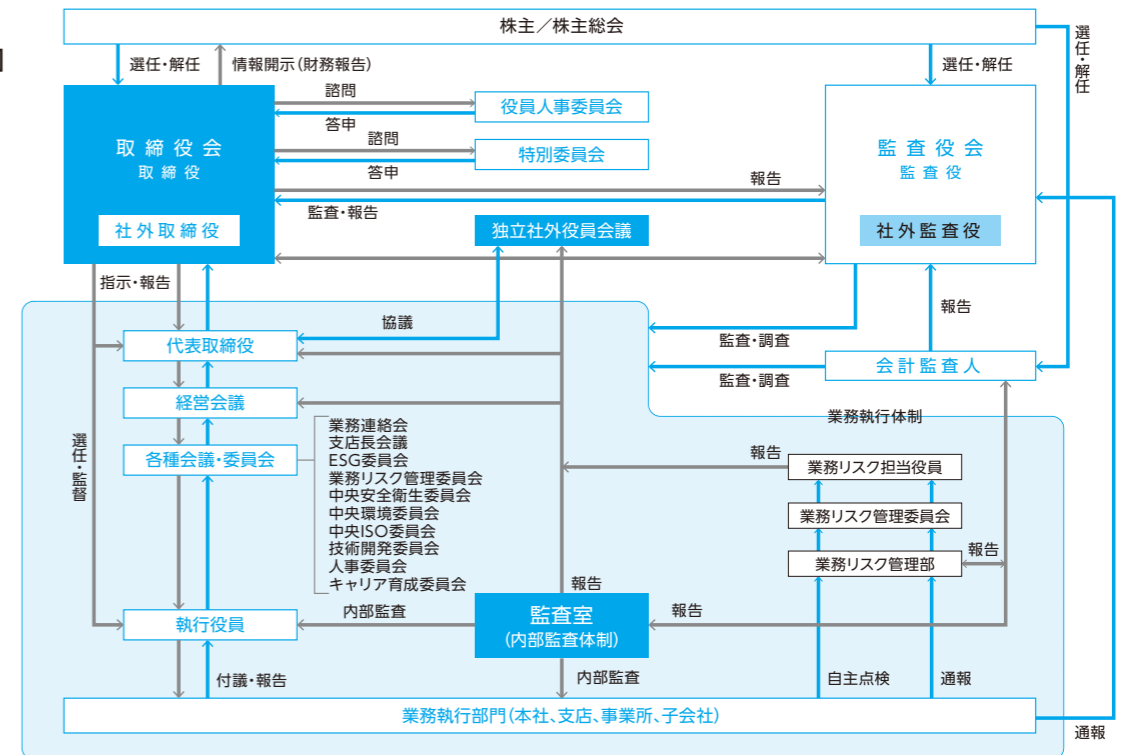 株主／株主総会
選任・解任
情報開示(財務報告)
選任・解任
選任・解任
諮問
役員人事委員会
答申
諮問
特別委員会
答申
取締役会
取締役
社外取締役
監査役会
監査役
社外監査役
報告
監査・報告
独立社外役員会議
指示・報告
協議
報告
代表取締役
監査・調査
会計監査人
監査・調査
経営会議
業務執行体制
選任・監督
各種会議・委員会
業務連絡会
支店長会議
ESG委員会
業務リスク管理委員会
中央安全衛生委員会
中央環境委員会
中央ISO委員会
技術開発委員会
人事委員会
キャリア育成委員会
報告
業務リスク担当役員
業務リスク管理委員会
報告
業務リスク管理部
報告
内部監査
監査室
(内部監査体制)
報告
執行役員
付議・報告
内部監査
自主点検
通報
業務執行部門(本社、支店、事業所、子会社)
通報